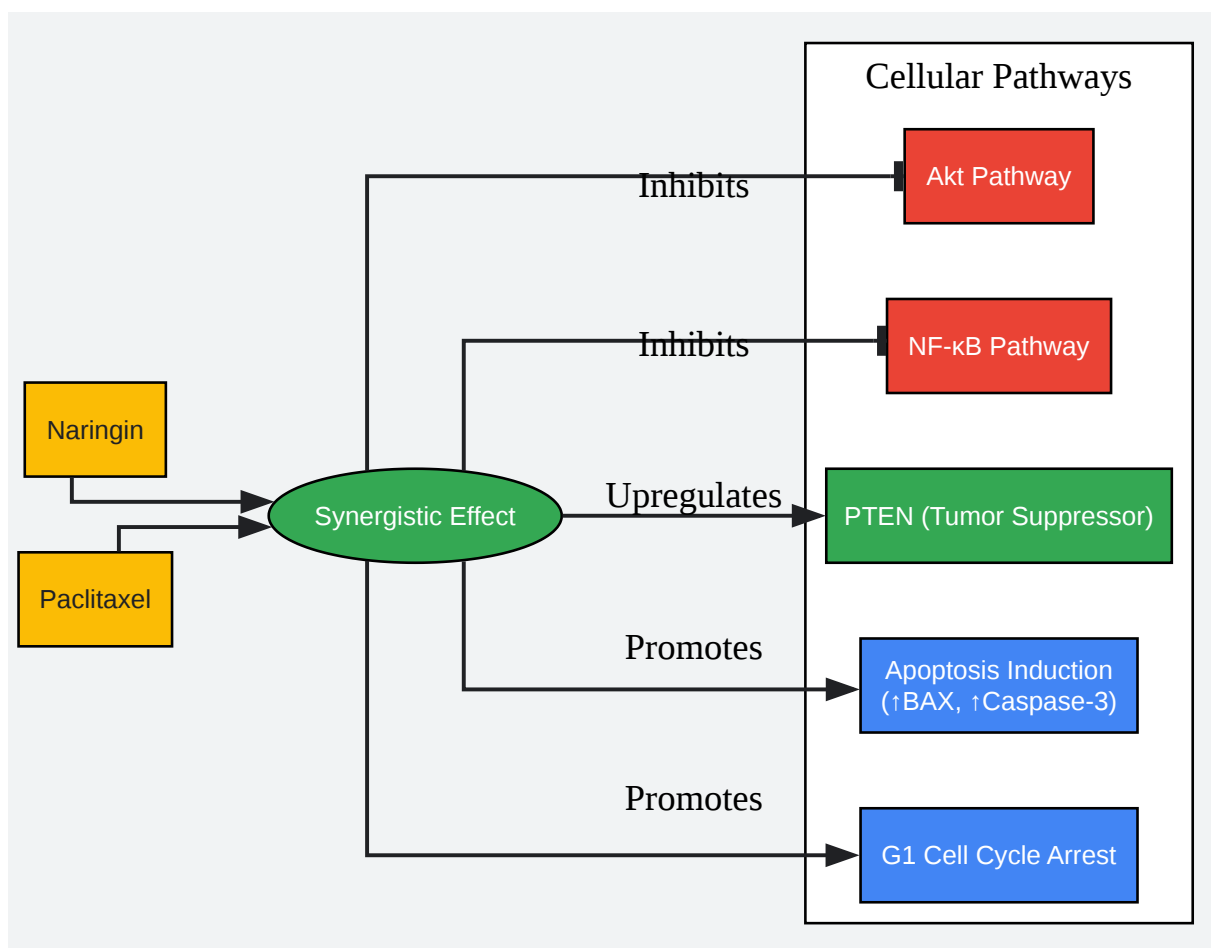 Cellular Pathways
Inhibits
Akt Pathway
Inhibits
NF-κB Pathway
Naringin
Synergistic Effect
Upregulates
PTEN (Tumor Suppressor)
Paclitaxel
Promotes
Apoptosis Induction
(↑BAX, ↑Caspase-3)
Promotes
G1 Cell Cycle Arrest